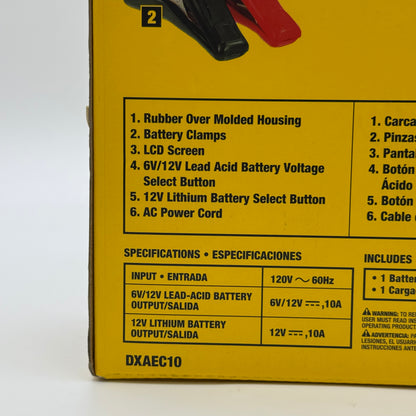 2
1. Rubber Over Molded Housing
2. Battery Clamps
3. LCD Screen
4. 6V/12V Lead Acid Battery Voltage
Select Button
5. 12V Lithium Battery Select Button
6. AC Power Cord
1. Carca
2. Pinzas
3. Pantal
4. Botón
Ácido
5. Botón
6. Cable
SPECIFICATIONS • ESPECIFICACIONES
INPUT • ENTRADA 120V ~ 60Hz
6V/12V LEAD-ACID BATTERY
OUTPUT/SALIDA 6V/12V ⎓,10A
12V LITHIUM BATTERY
OUTPUT/SALIDA 12V ⎓,10A
DXAEC10
INCLUDES
• 1 Batte
• 1 Carga
WARNING: TO RE
USER MUST READ INS
OPERATING PRODUCT
ADVERTENCIA: P
LESIONES, EL USUARI
INSTRUCCIONES ANTE